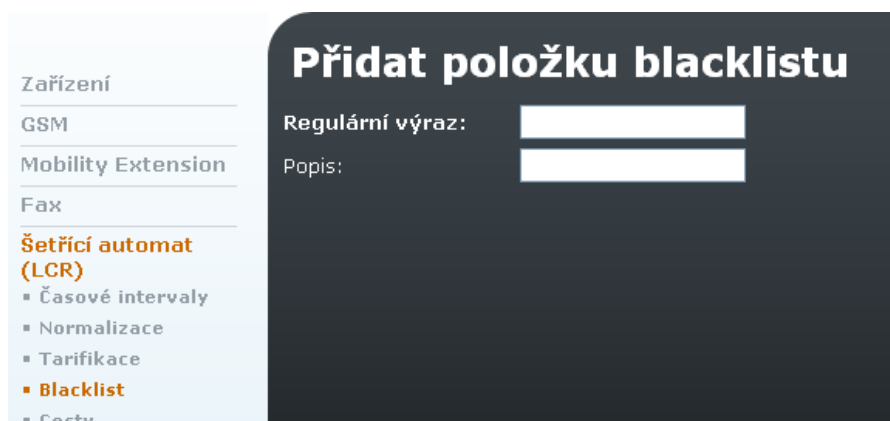 Přidat položku blacklistu
Zařízení
GSM
Mobility Extension
Fax
Šetřící automat
(LCR)
Časové intervaly
Normalizace
Tarifikace
Blacklist
Regulární výraz:
Popis: